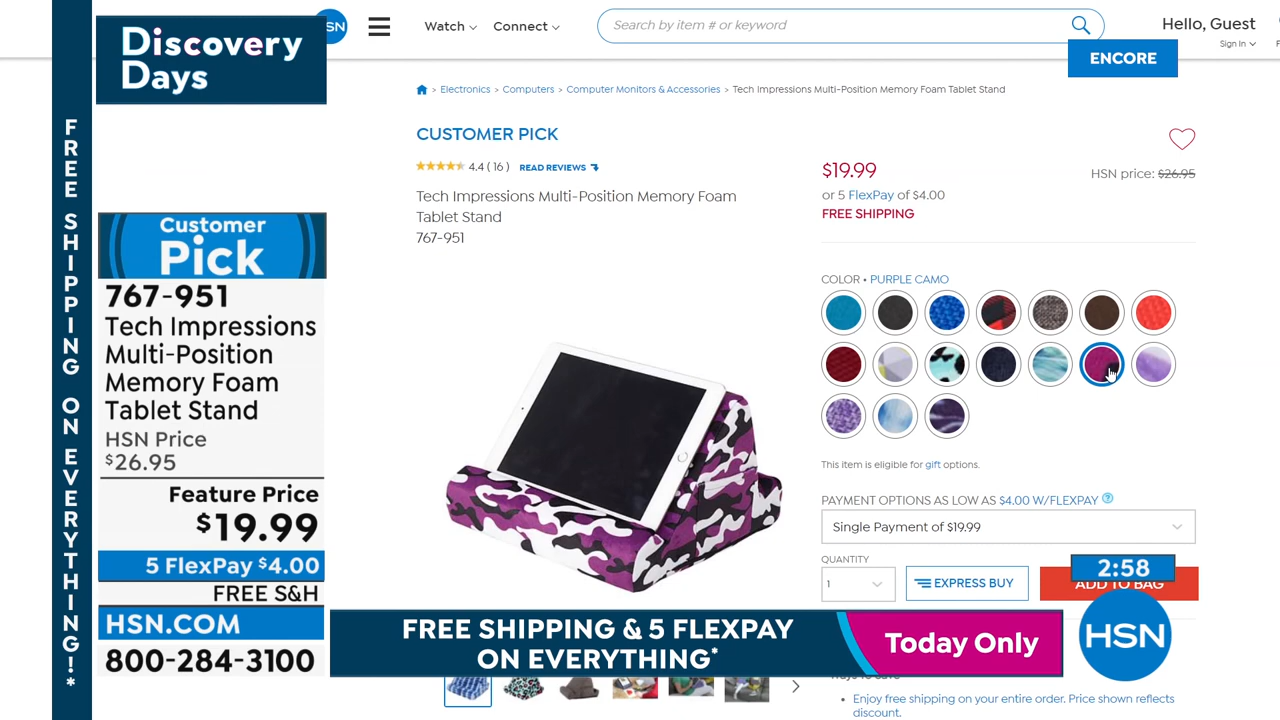 Discovery
Days
FREE SHIPPING ON EVERYTHING!*
SN
Watch
Connect
Search by item # or keyword
Hello, Guest
Sign In
ENCORE
Electronics > Computers > Computer Monitors & Accessories > Tech Impressions Multi-Position Memory Foam Tablet Stand
CUSTOMER PICK
4.4 ( 16 ) READ REVIEWS
Tech Impressions Multi-Position Memory Foam
Tablet Stand
767-951
$19.99
HSN price: $26.95
or 5 FlexPay of $4.00
FREE SHIPPING
COLOR • PURPLE CAMO
This item is eligible for gift options.
PAYMENT OPTIONS AS LOW AS $4.00 W/FLEXPAY ?
Single Payment of $19.99
QUANTITY
1
EXPRESS BUY
ADD TO BAG
2:58
HSN
Enjoy free shipping on your entire order. Price shown reflects
discount.
Customer
Pick
767-951
Tech Impressions
Multi-Position
Memory Foam
Tablet Stand
HSN Price
$26.95
Feature Price
$19.99
5 FlexPay $4.00
FREE S&H
HSN.COM
800-284-3100
FREE SHIPPING & 5 FLEXPAY
ON EVERYTHING*
Today Only